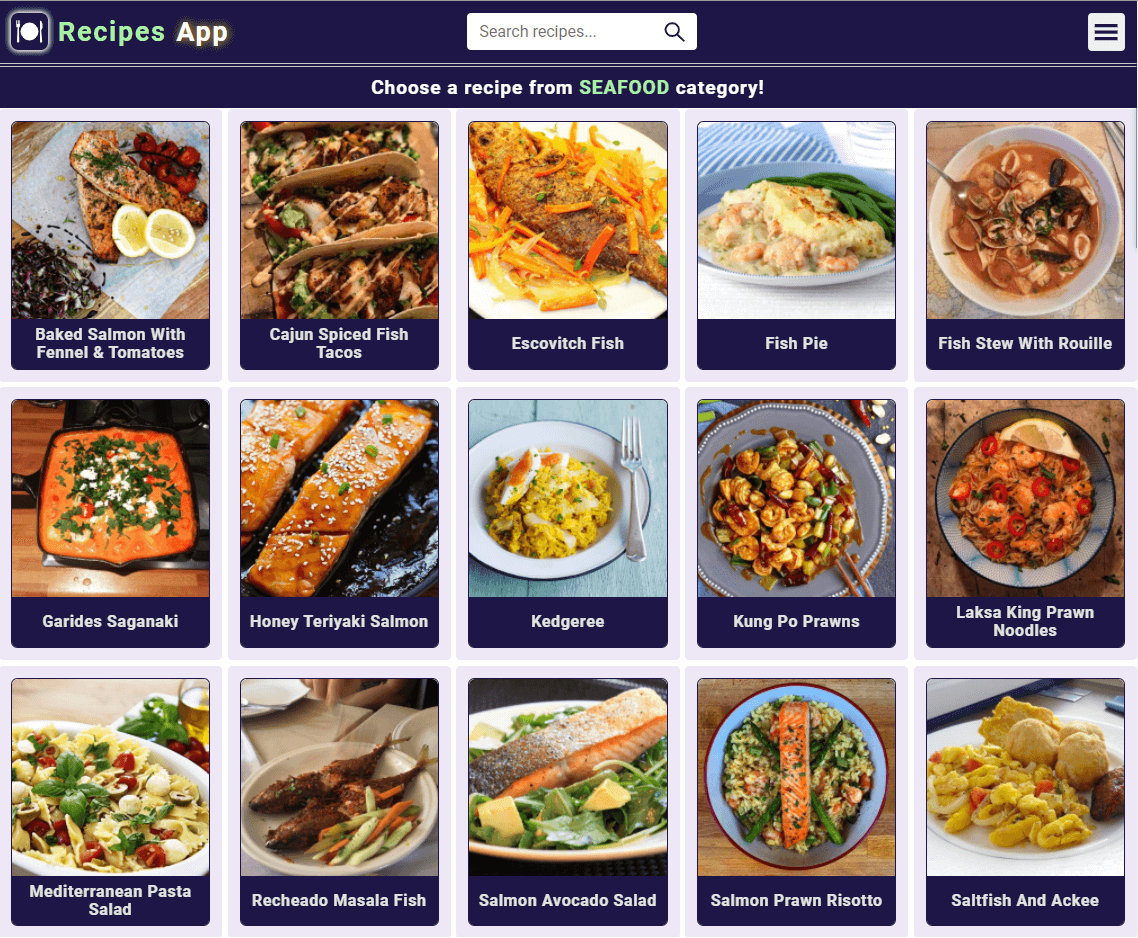 Recipes App
Search recipes...
Choose a recipe from SEAFOOD category!
Baked Salmon With
Fennel & Tomatoes
Cajun Spiced Fish
Tacos
Escovitch Fish
Fish Pie
Fish Stew With Rouille
Garides Saganaki
Honey Teriyaki Salmon
Kedgeree
Kung Po Prawns
Laksa King Prawn
Noodles
Mediterranean Pasta
Salad
Recheado Masala Fish
Salmon Avocado Salad
Salmon Prawn Risotto
Saltfish And Ackee